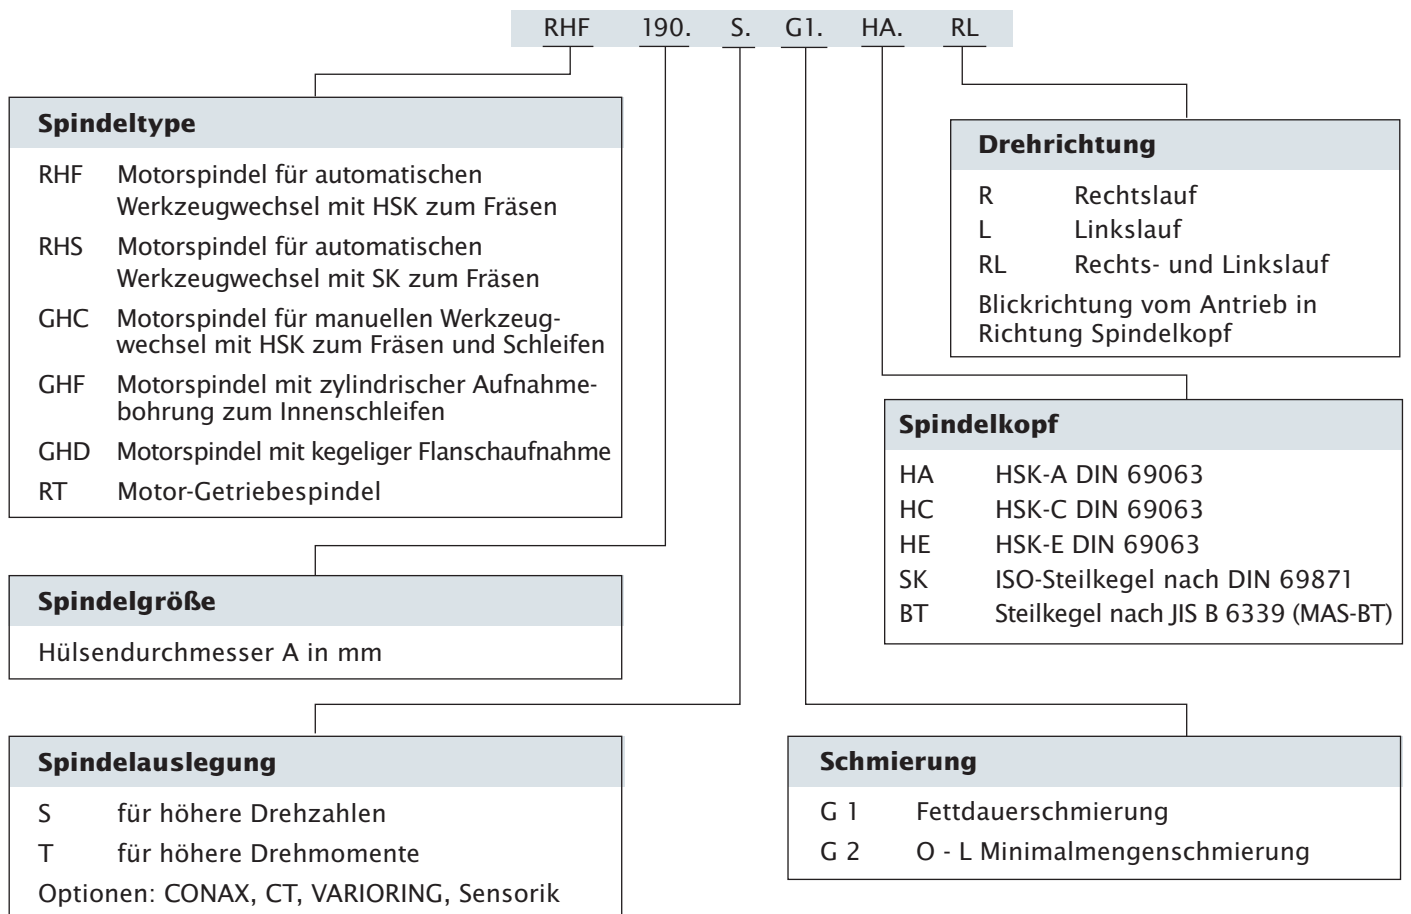 RHF 190. S. G1. HA. RL
Spindeltype
RHF Motorspindel für automatischen
Werkzeugwechsel mit HSK zum Fräsen
RHS Motorspindel für automatischen
Werkzeugwechsel mit SK zum Fräsen
GHC Motorspindel für manuellen Werkzeug-
wechsel mit HSK zum Fräsen und Schleifen
GHF Motorspindel mit zylindrischer Aufnahme-
bohrung zum Innenschleifen
GHD Motorspindel mit kegeliger Flanschaufnahme
RT Motor-Getriebespindel
Drehrichtung
R Rechtslauf
L Linkslauf
RL Rechts- und Linkslauf
Blickrichtung vom Antrieb in
Richtung Spindelkopf
Spindelkopf
HA HSK-A DIN 69063
HC HSK-C DIN 69063
HE HSK-E DIN 69063
SK ISO-Steilkegel nach DIN 69871
BT Steilkegel nach JIS B 6339 (MAS-BT)
Spindelgröße
Hülsendurchmesser A in mm
Spindelauslegung
S für höhere Drehzahlen
T für höhere Drehmomente
Optionen: CONAX, CT, VARIORING, Sensorik
Schmierung
G 1 Fettdauerschmierung
G 2 O - L Minimalmengenschmierung